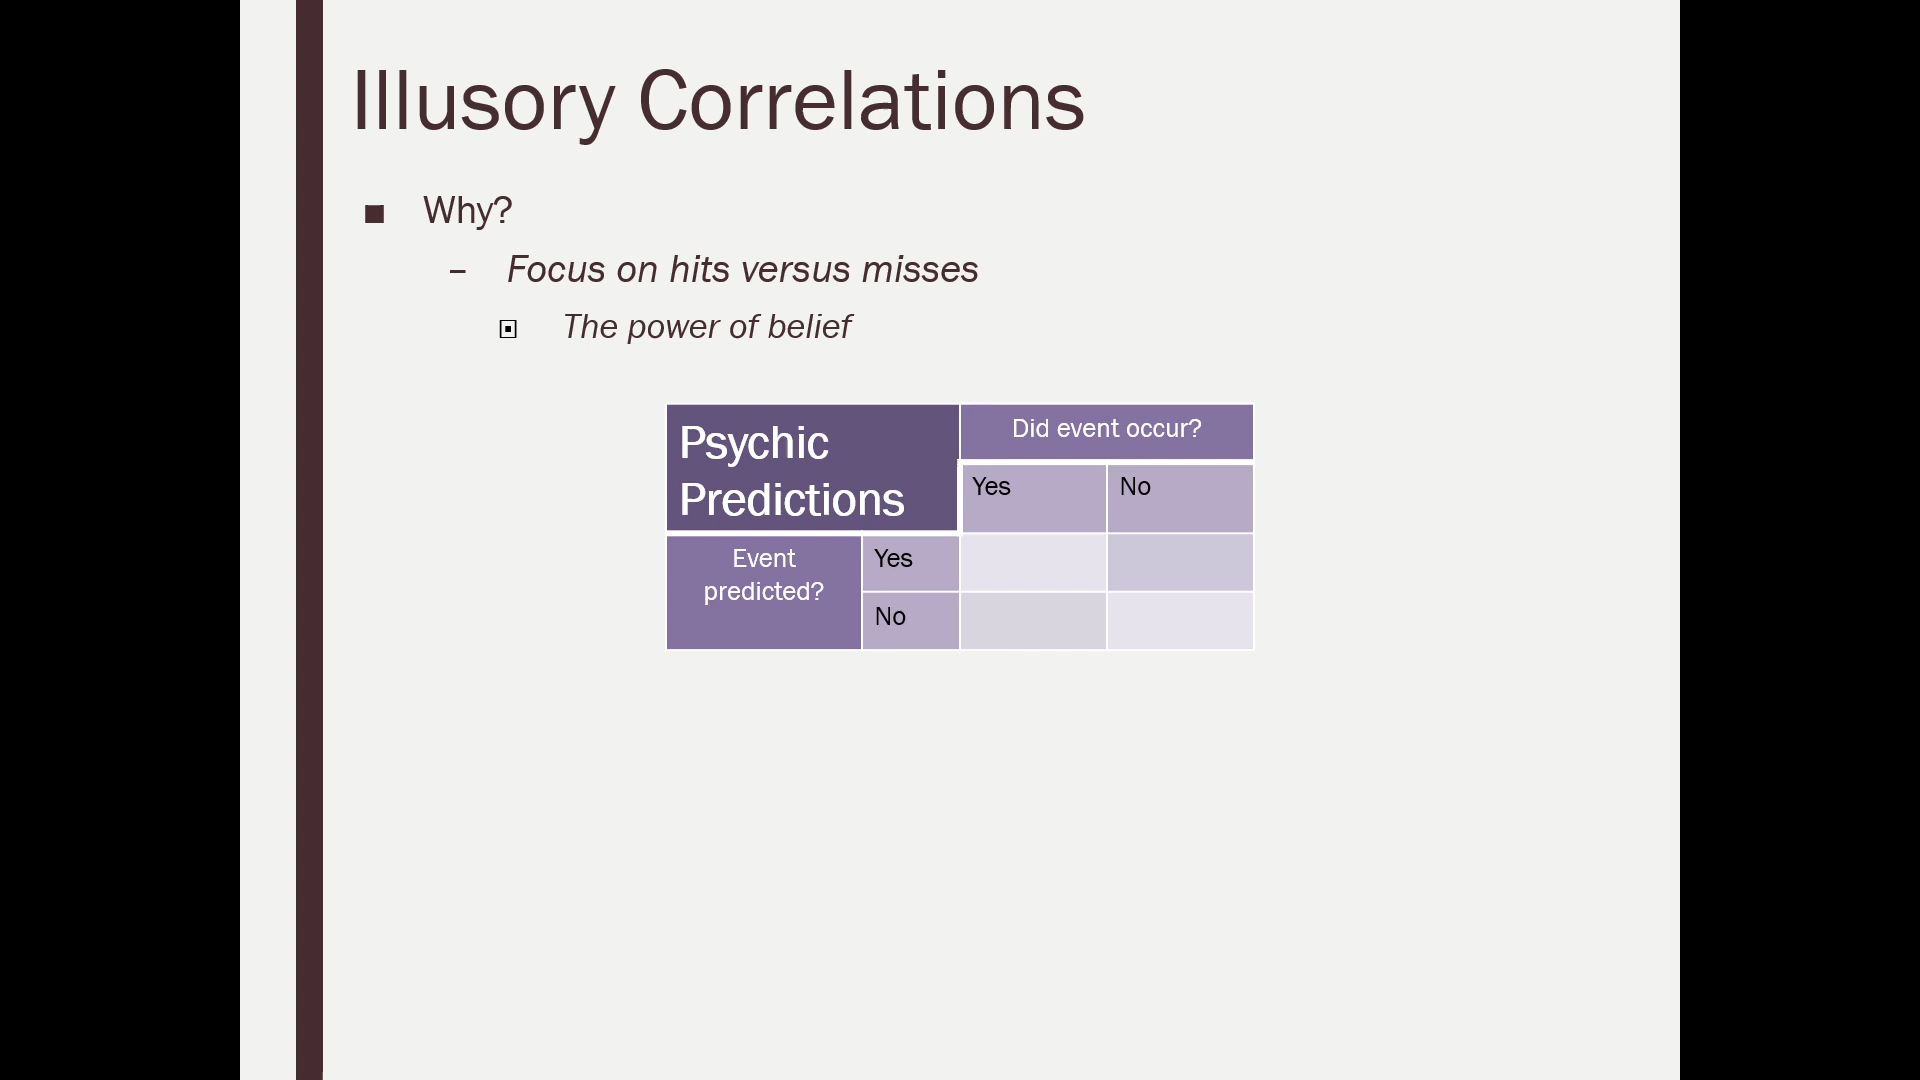 Illusory Correlations
■ Why?
– Focus on hits versus misses
▣ The power of belief
Psychic
Predictions
Did event occur?
Yes No
Event
predicted?
Yes
No